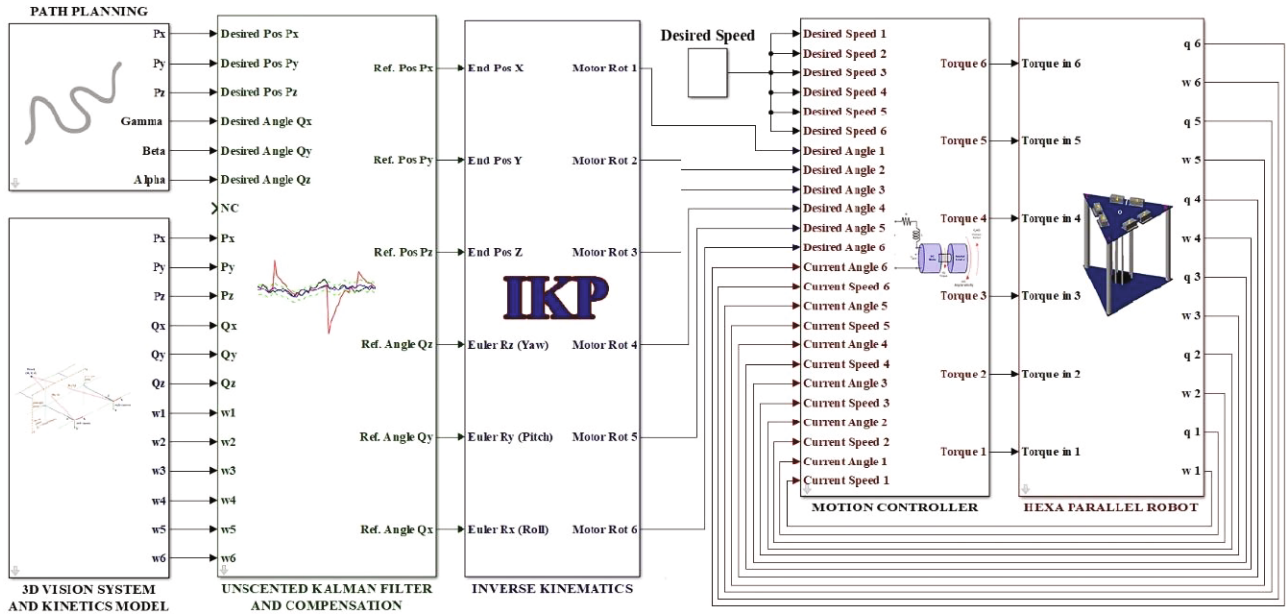 PATH PLANNING
Px
Py
Pz
Gamma
Beta
Alpha
Px
Py
Pz
Qx
Qy
Qz
w1
w2
w3
w4
w5
w6
3D VISION SYSTEM
AND KINETICS MODEL
Desired Pos Px
Desired Pos Py
Desired Pos Pz
Desired Angle Qx
Desired Angle Qy
Desired Angle Qz
NC
Px
Py
Pz
Qx
Qy
Qz
w1
w2
w3
w4
w5
w6
Ref. Pos Px
Ref. Pos Py
Ref. Pos Pz
Ref. Angle Qz
Ref. Angle Qy
Ref. Angle Qx
UNSCENTED KALMAN FILTER
AND COMPENSATION
End Pos X
End Pos Y
End Pos Z
IKP
Euler Rz (Yaw)
Euler Ry (Pitch)
Euler Rx (Roll)
Motor Rot 1
Motor Rot 2
Motor Rot 3
Motor Rot 4
Motor Rot 5
Motor Rot 6
INVERSE KINEMATICS
Desired Speed
Desired Speed 1
Desired Speed 2
Desired Speed 3
Desired Speed 4
Desired Speed 5
Desired Speed 6
Desired Angle 1
Desired Angle 2
Desired Angle 3
Desired Angle 4
Desired Angle 5
Desired Angle 6
Current Angle 6
Current Speed 6
Current Angle 5
Current Speed 5
Current Angle 4
Current Speed 4
Current Angle 3
Current Speed 3
Current Angle 2
Current Speed 2
Current Angle 1
Current Speed 1
Torque 6
Torque 5
Torque 4
Torque 3
Torque 2
Torque 1
MOTION CONTROLLER
Torque in 6
Torque in 5
Torque in 4
Torque in 3
Torque in 2
Torque in 1
q 6
w 6
q 5
w 5
q 4
w 4
q 3
w 3
q 2
w 2
q 1
w 1
HEXA PARALLEL ROBOT